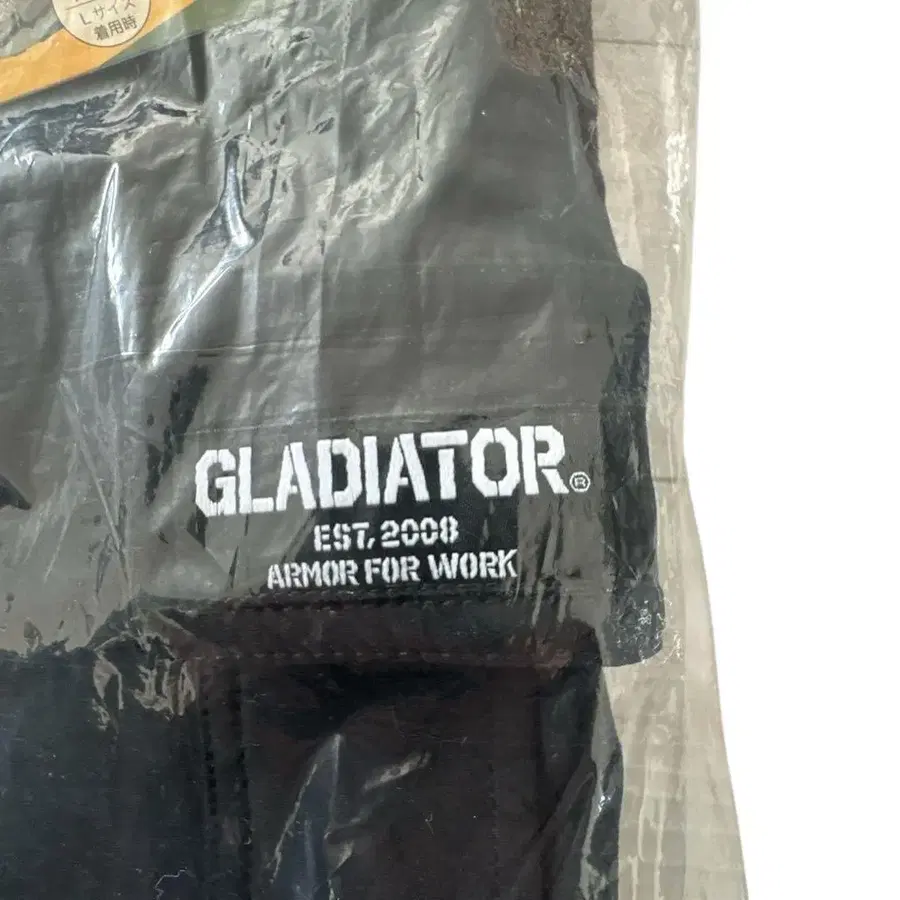 Lサイズ
着用時
GLADIATOR®
EST, 2008
ARMOR FOR WORK